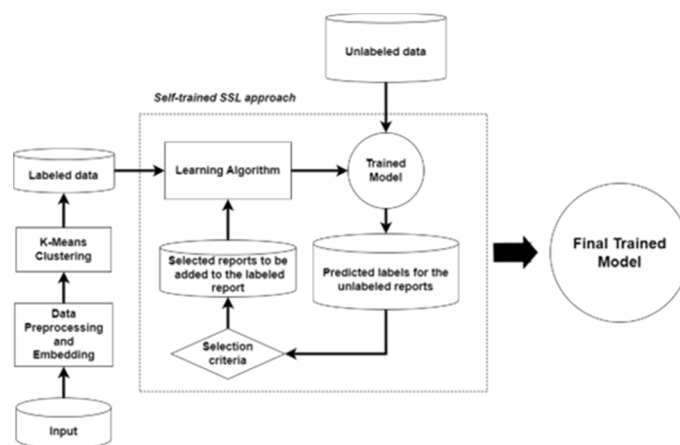 Unlabeled data
Self-trained SSL approach
Labeled data
Learning Algorithm
Trained
Model
K-Means
Clustering
Selected reports to be
added to the labeled
report
Predicted labels for the
unlabeled reports
Final Trained
Model
Data
Preprocessing
and
Embedding
Selection
criteria
Input